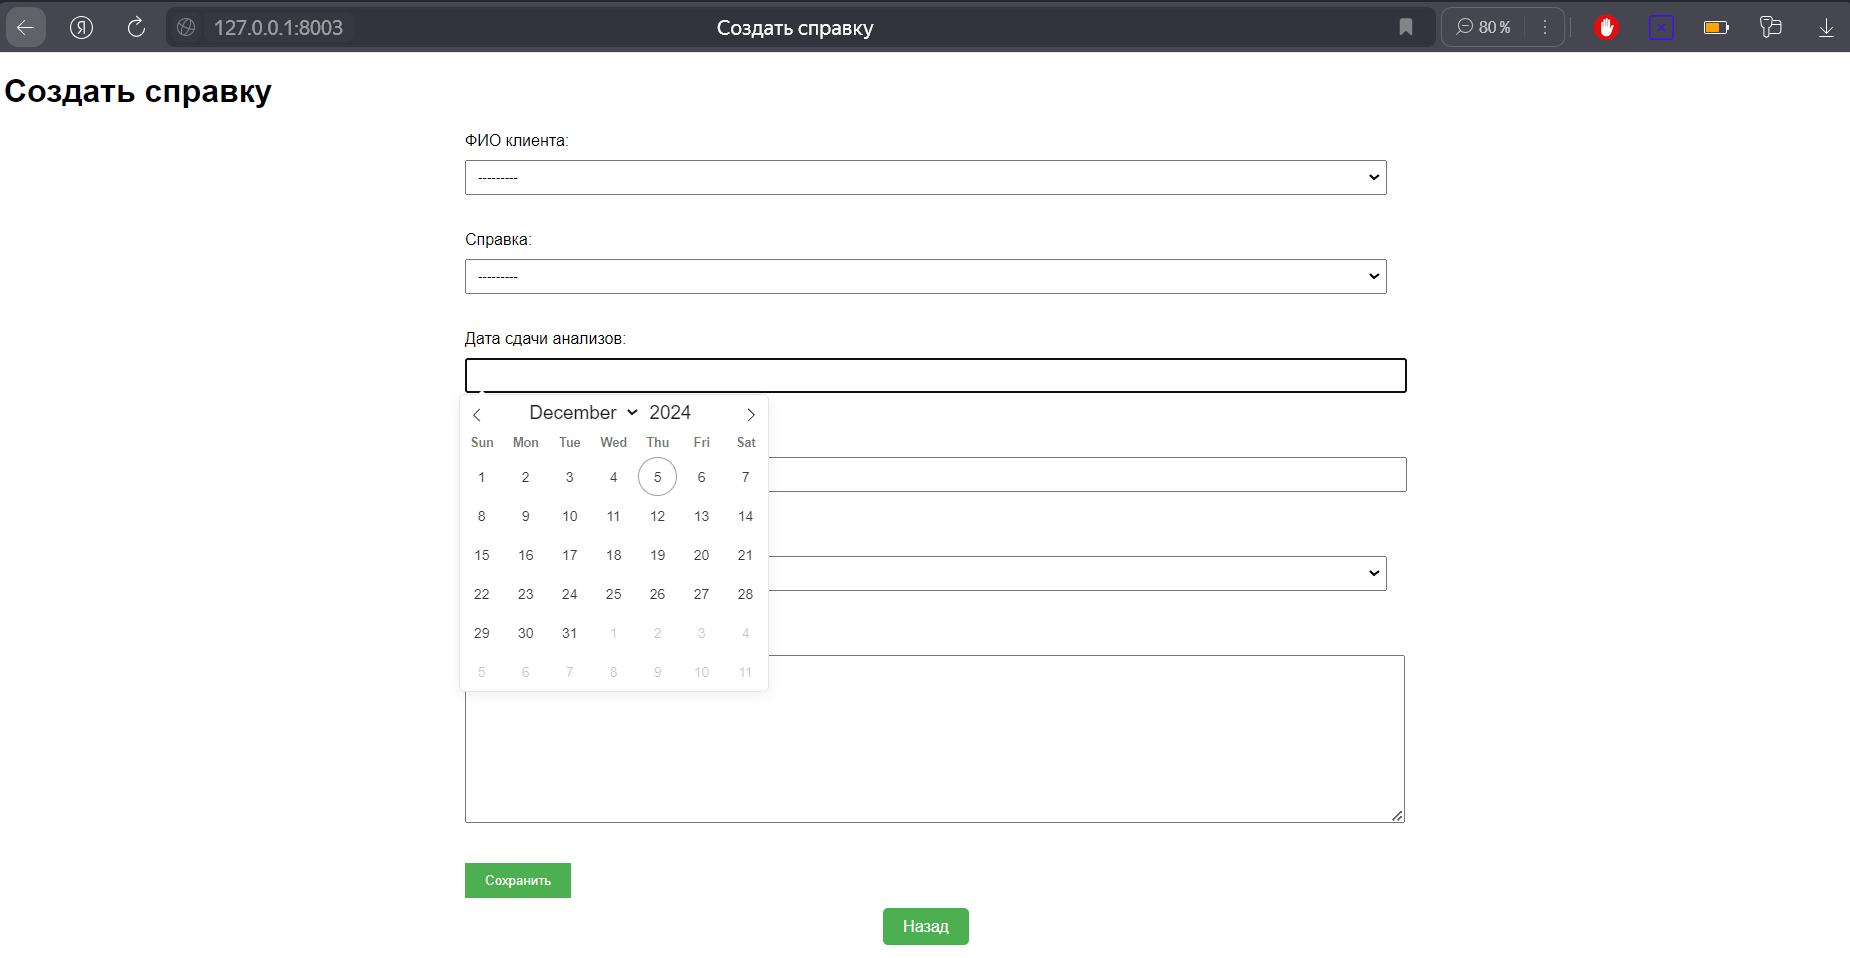 Я 127.0.0.1:8003 Создать справку 80 %
Создать справку
ФИО клиента:
---------
Справка:
---------
Дата сдачи анализов:
December 2024
Sun Mon Tue Wed Thu Fri Sat
1 2 3 4 5 6 7
8 9 10 11 12 13 14
15 16 17 18 19 20 21
22 23 24 25 26 27 28
29 30 31 1 2 3 4
5 6 7 8 9 10 11
Сохранить
Назад